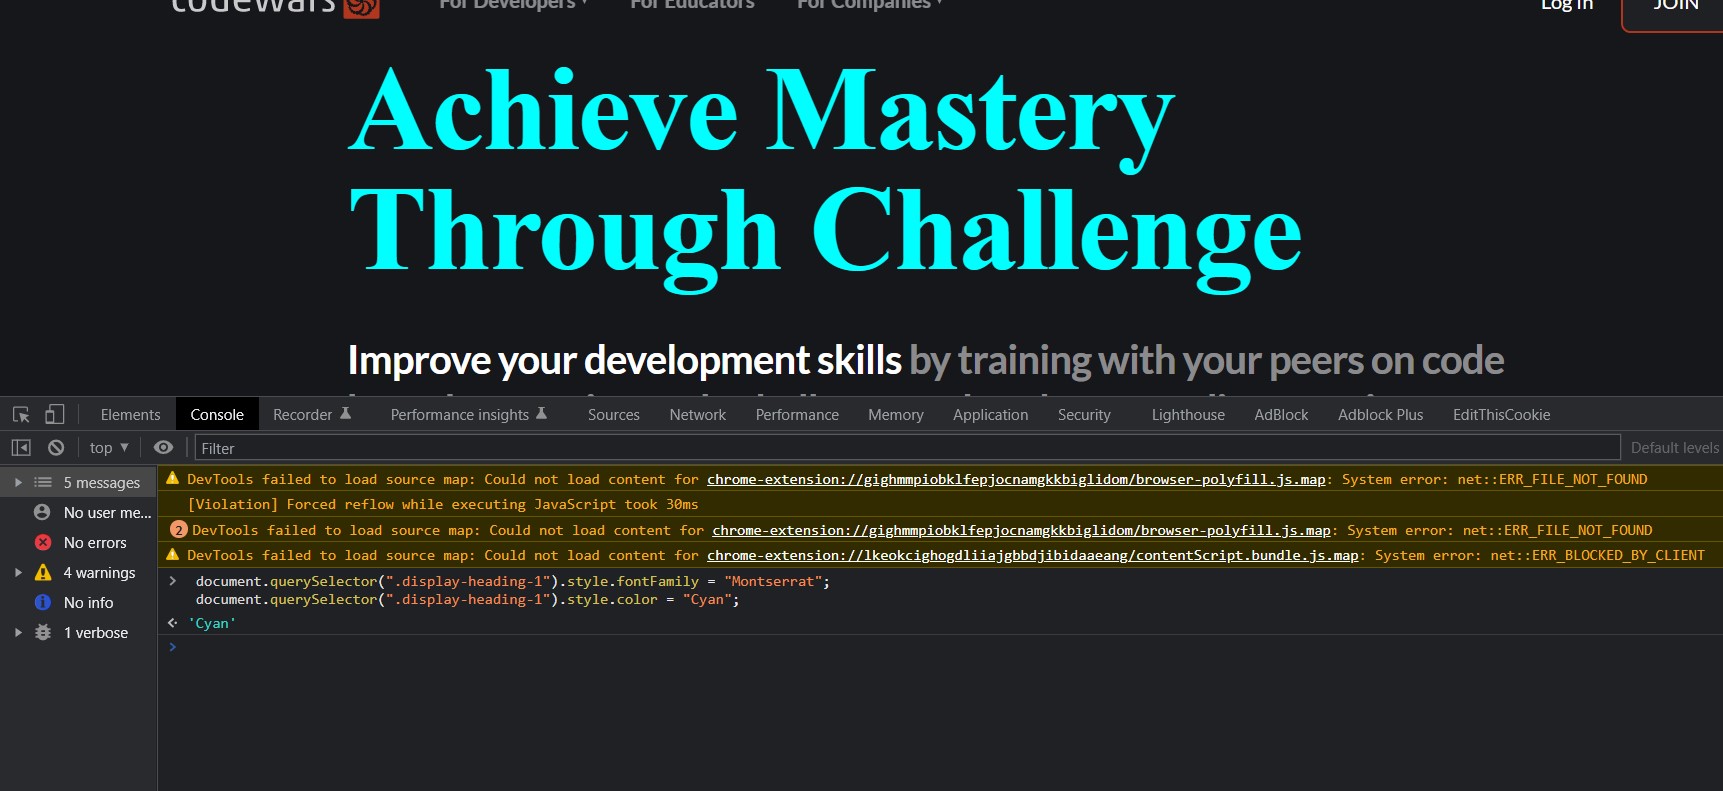 codewars For Developers For Educators For Companies Log In JOIN
Achieve Mastery
Through Challenge
Improve your development skills by training with your peers on code
Elements Console Recorder Performance insights Sources Network Performance Memory Application Security Lighthouse AdBlock Adblock Plus EditThisCookie
top Filter Default levels
5 messages
No user me...
No errors
4 warnings
No info
1 verbose
DevTools failed to load source map: Could not load content for chrome-extension://gighmmpiobklfepjocnamgkkbiglidom/browser-polyfill.js.map: System error: net::ERR_FILE_NOT_FOUND
[Violation] Forced reflow while executing JavaScript took 30ms
2 DevTools failed to load source map: Could not load content for chrome-extension://gighmmpiobklfepjocnamgkkbiglidom/browser-polyfill.js.map: System error: net::ERR_FILE_NOT_FOUND
DevTools failed to load source map: Could not load content for chrome-extension://lkeokcighogdliiajgbbdjibidaaeang/contentScript.bundle.js.map: System error: net::ERR_BLOCKED_BY_CLIENT
> document.querySelector(".display-heading-1").style.fontFamily = "Montserrat";
document.querySelector(".display-heading-1").style.color = "Cyan";
'Cyan'
>